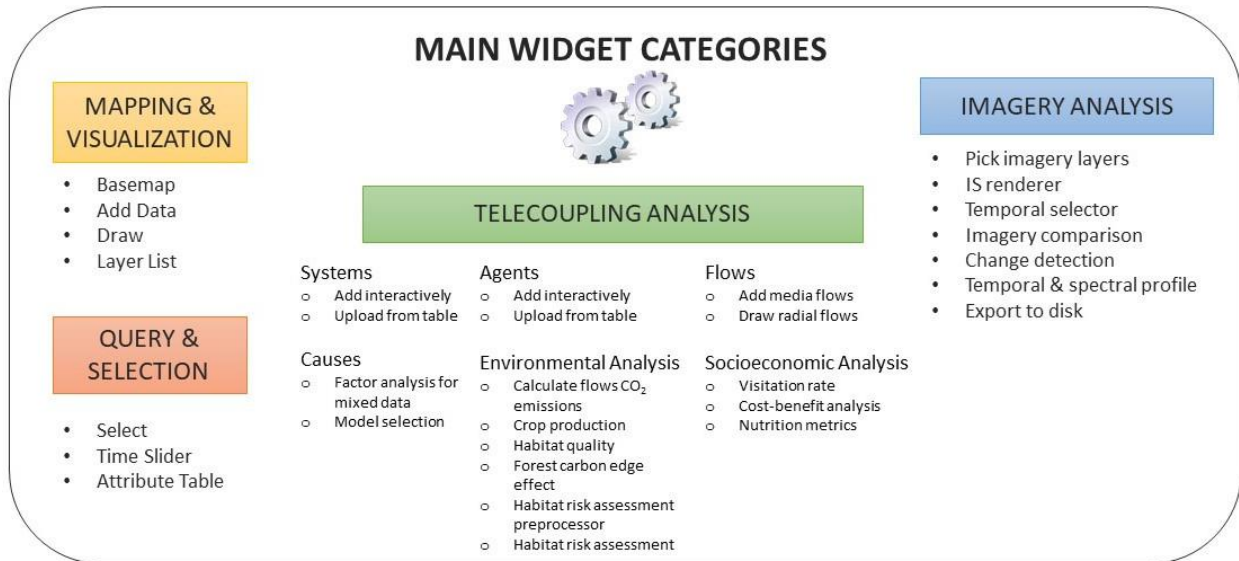 MAIN WIDGET CATEGORIES
MAPPING &
VISUALIZATION
• Basemap
• Add Data
• Draw
• Layer List
QUERY &
SELECTION
• Select
• Time Slider
• Attribute Table
TELECOUPLING ANALYSIS
Systems
o Add interactively
o Upload from table
Agents
o Add interactively
o Upload from table
Flows
o Add media flows
o Draw radial flows
Causes
o Factor analysis for
mixed data
o Model selection
Environmental Analysis
o Calculate flows CO₂
emissions
o Crop production
o Habitat quality
o Forest carbon edge
effect
o Habitat risk assessment
preprocessor
o Habitat risk assessment
Socioeconomic Analysis
o Visitation rate
o Cost-benefit analysis
o Nutrition metrics
IMAGERY ANALYSIS
• Pick imagery layers
• IS renderer
• Temporal selector
• Imagery comparison
• Change detection
• Temporal & spectral profile
• Export to disk